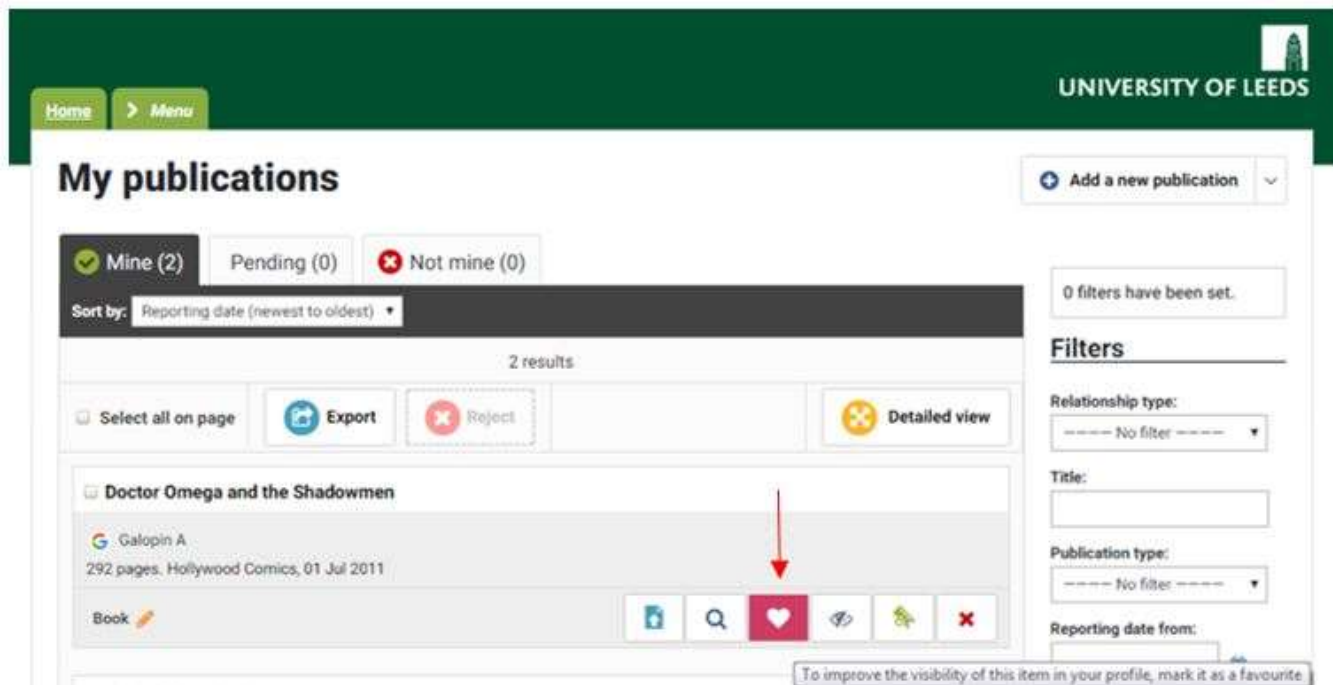 UNIVERSITY OF LEEDS
Home > Menu
My publications
Add a new publication
Mine (2) Pending (0) Not mine (0)
0 filters have been set.
Sort by: Reporting date (newest to oldest)
Filters
2 results
Relationship type:
Select all on page Export Reject Detailed view
---- No filter ----
Title:
Doctor Omega and the Shadowmen
Galopin A
292 pages. Hollywood Comics, 01 Jul 2011
Publication type:
---- No filter ----
Book
Reporting date from:
To improve the visibility of this item in your profile, mark it as a favourite